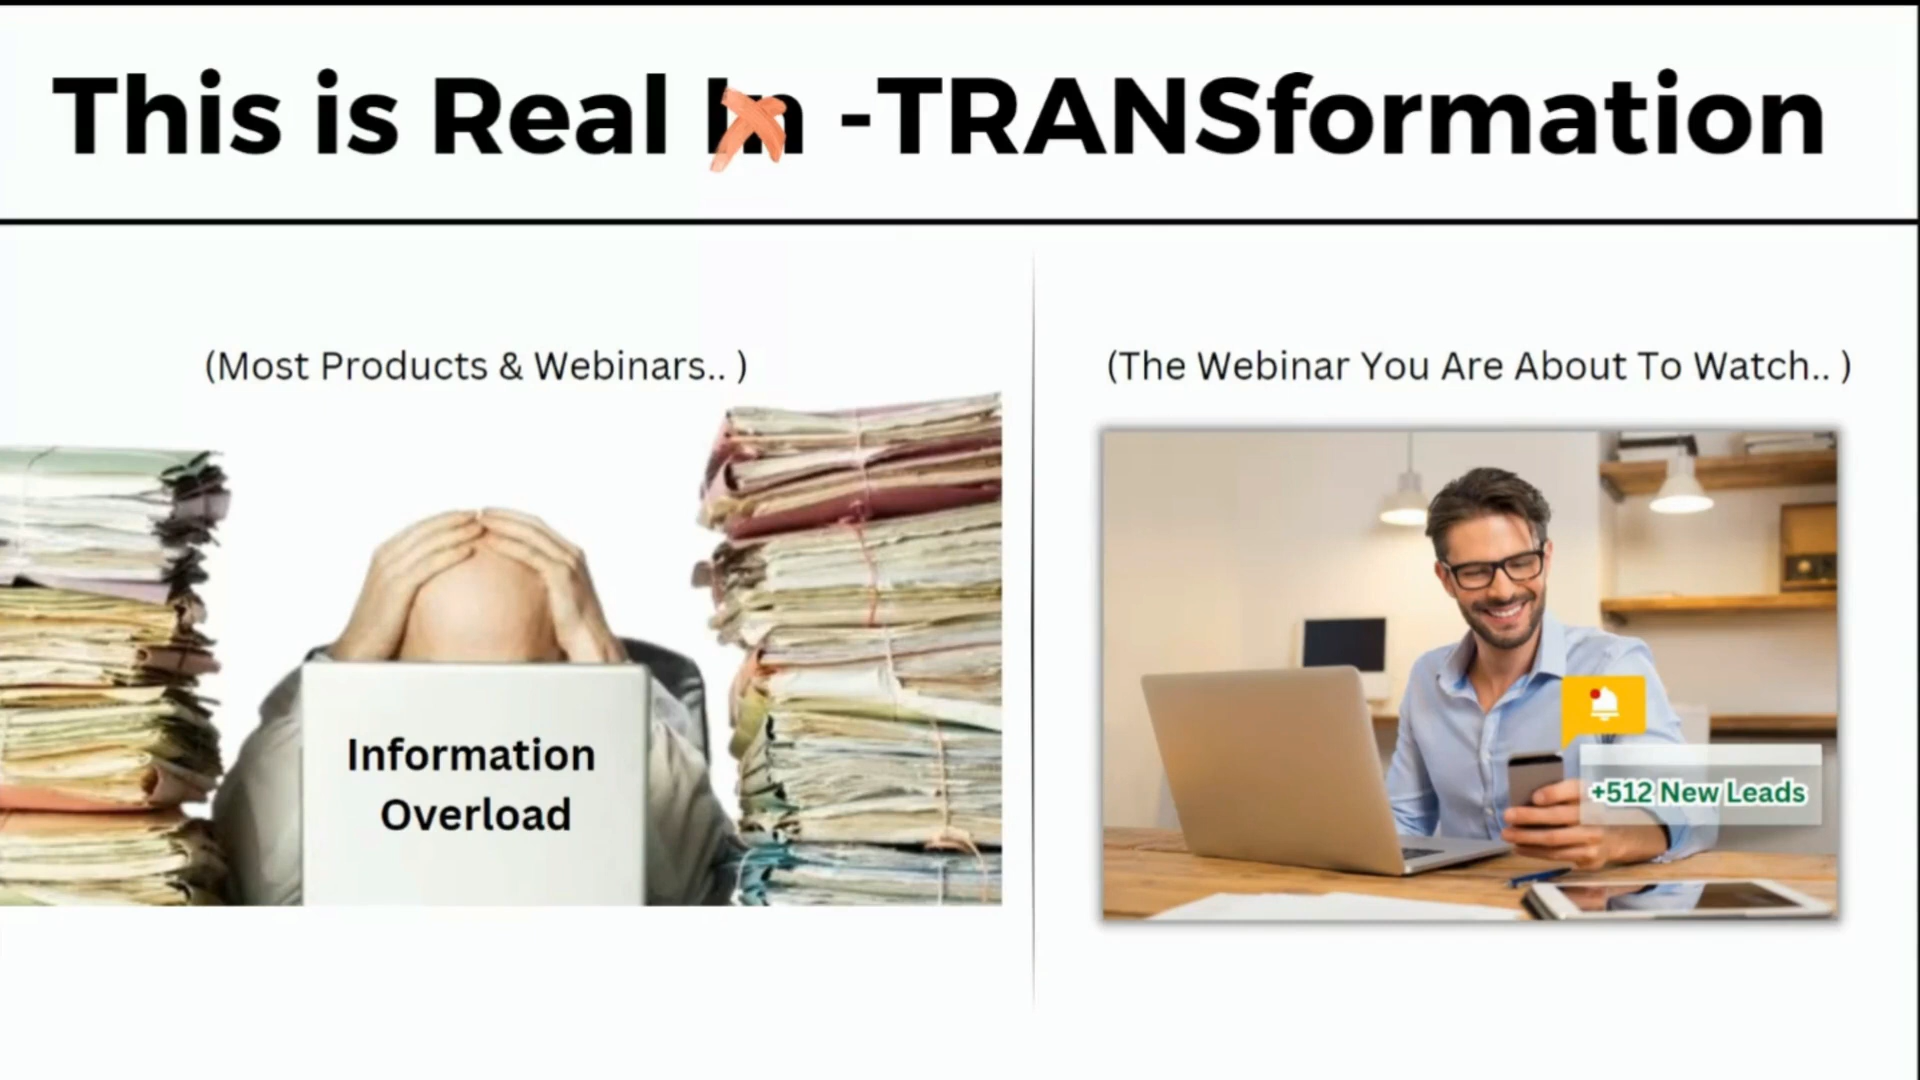 This is Real In -TRANSformation
(Most Products & Webinars.. )
Information
Overload
(The Webinar You Are About To Watch.. )
+512 New Leads